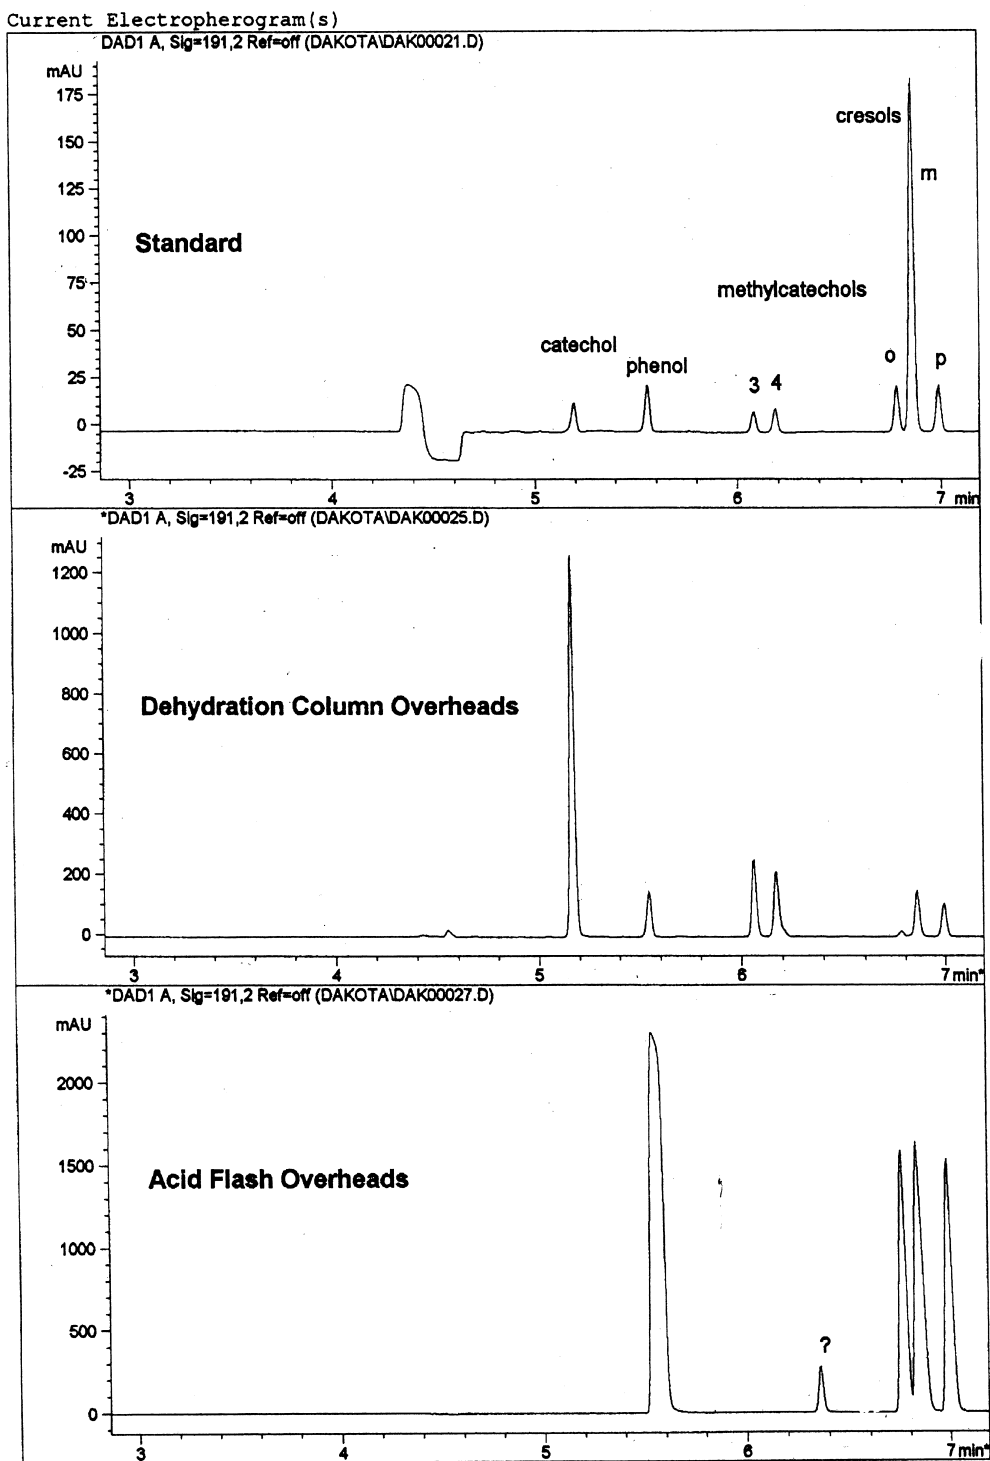 Current Electropherogram(s)
DAD1 A, Sig=191,2 Ref=off (DAKOTA\DAK00021.D)
mAU
175
150
125
100
75
50
25
0
-25
cresols
m
Standard
methylcatechols
catechol
phenol
3 4
o
p
3 4 5 6 7 min
*DAD1 A, Sig=191,2 Ref=off (DAKOTA\DAK00025.D)
mAU
1200
1000
800
600
400
200
0
Dehydration Column Overheads
3 4 5 6 7 min*
*DAD1 A, Sig=191,2 Ref=off (DAKOTA\DAK00027.D)
mAU
2000
1500
1000
500
0
Acid Flash Overheads
?
3 4 5 6 7 min*